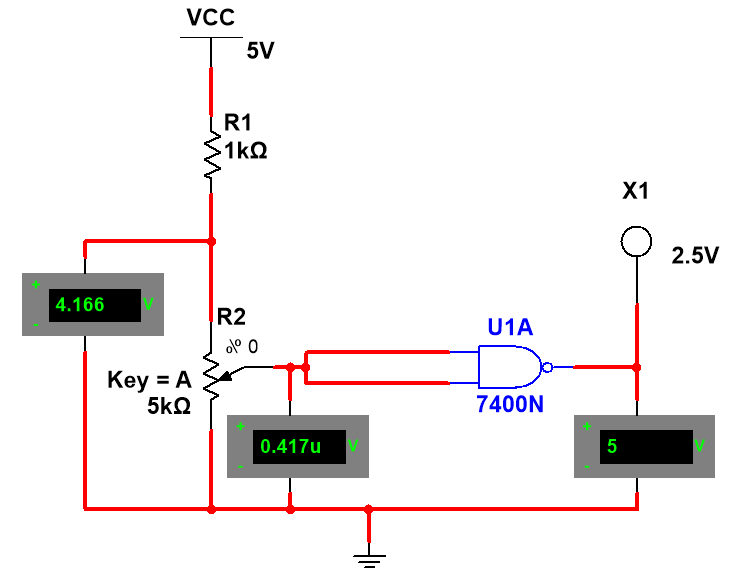 VCC
5V
R1
1kΩ
X1
2.5V
+
4.166 V
-
R2
0 %
Key = A
5kΩ
U1A
7400N
+
0.417u V
-
+
5 V
-